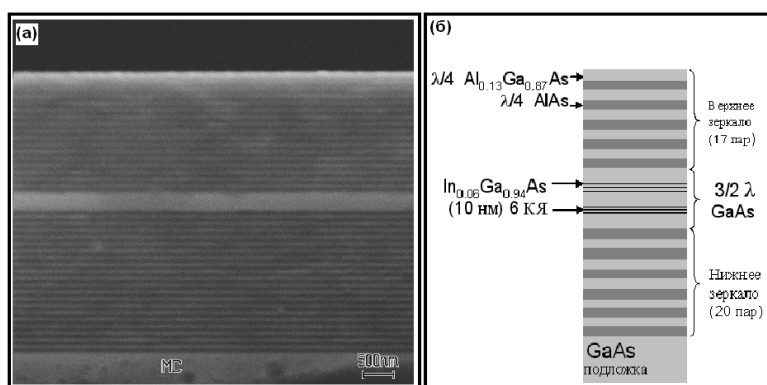 (а)
MC
500nm
(б)
λ/4 Al0.13Ga0.87As
λ/4 AlAs
Верхнее
зеркало
(17 пар)
In0.06Ga0.94As
(10 нм) 6 КЯ
3/2 λ
GaAs
Нижнее
зеркало
(20 пар)
GaAs
подложка